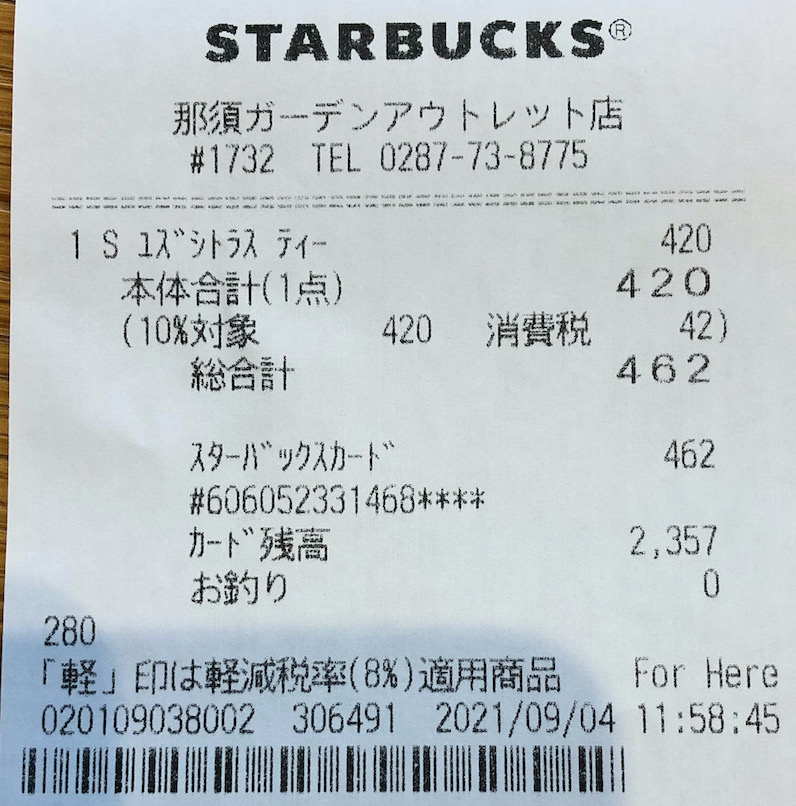 STARBUCKS®
那須ガーデンアウトレット店
#1732 TEL 0287-73-8775
1 S ﾕｽﾞｼﾄﾗｽ ﾃｨｰ 420
本体合計(1点) 420
(10%対象 420 消費税 42)
総合計 462
ｽﾀｰﾊﾞｯｸｽｶｰﾄﾞ 462
#606052331468****
ｶｰﾄﾞ残高 2,357
お釣り 0
280
「軽」印は軽減税率(8%)適用商品 For Here
020109038002 306491 2021/09/04 11:58:45